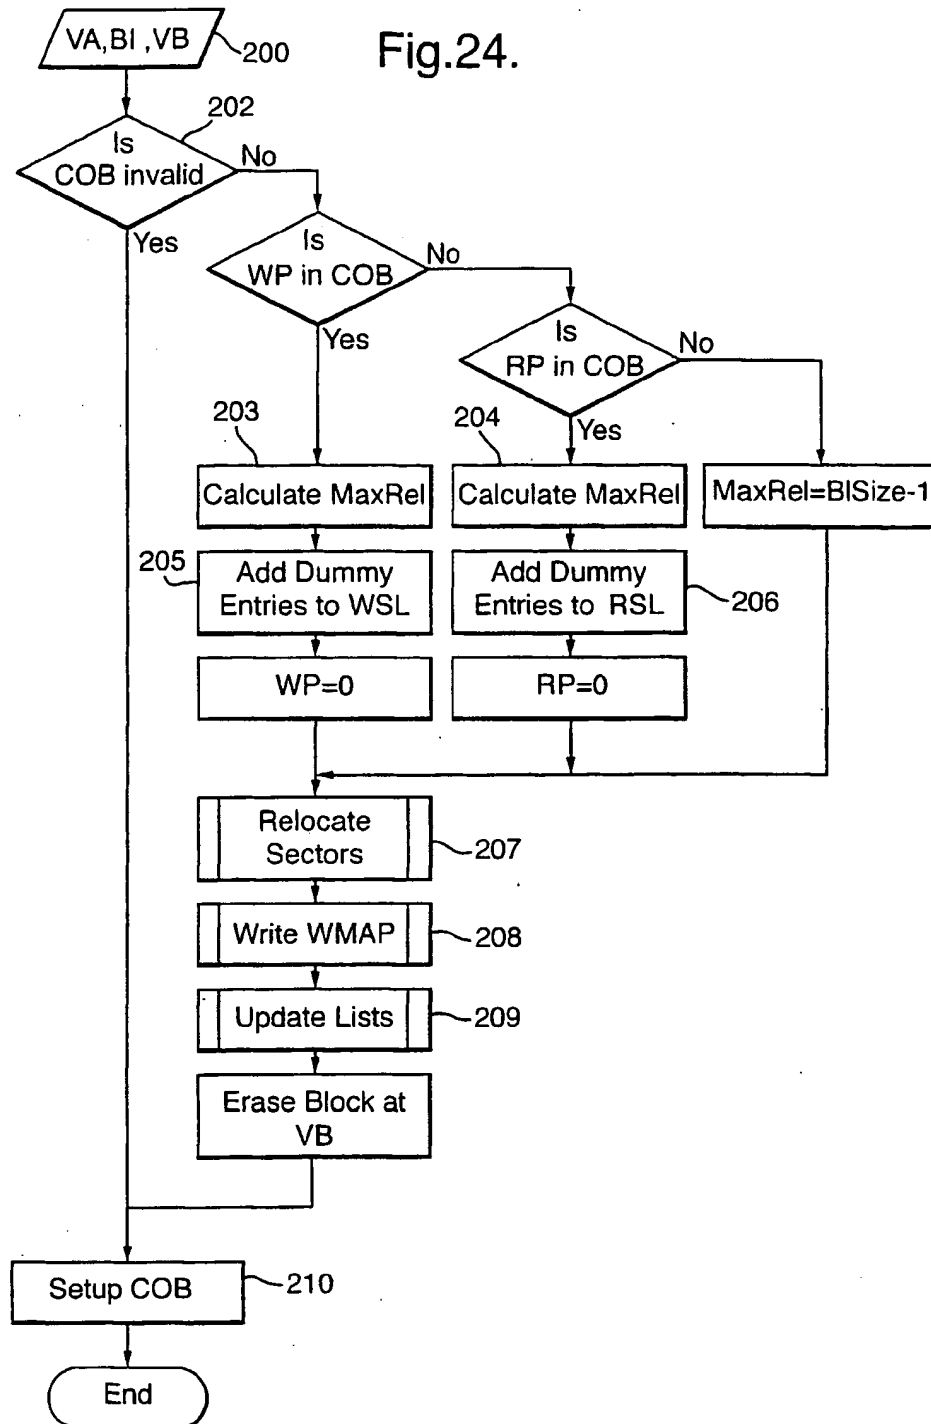 VA,BI ,VB
200
Fig.24.
202
Is
COB invalid
No
Yes
Is
WP in COB
No
Yes
Is
RP in COB
No
Yes
203
Calculate MaxRel
204
Calculate MaxRel
MaxRel=BISize-1
205
Add Dummy
Entries to WSL
Add Dummy
Entries to RSL
206
WP=0
RP=0
Relocate
Sectors
207
Write WMAP
208
Update Lists
209
Erase Block at
VB
Setup COB
210
End